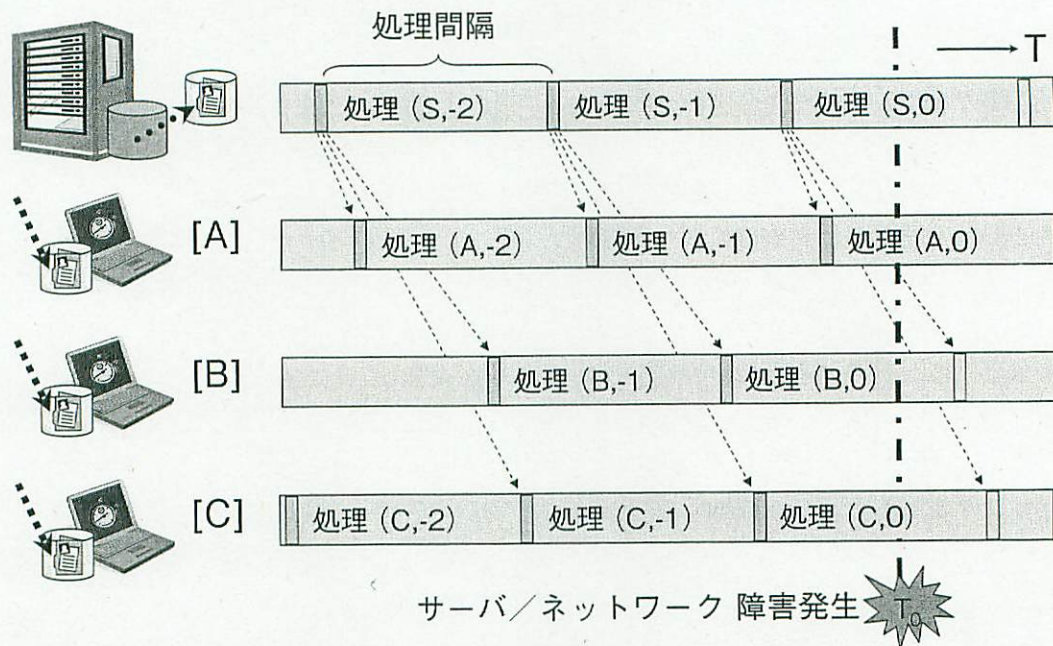 処理間隔
T
処理 (S,-2) 処理 (S,-1) 処理 (S,0)
[A] 処理 (A,-2) 処理 (A,-1) 処理 (A,0)
[B] 処理 (B,-1) 処理 (B,0)
[C] 処理 (C,-2) 処理 (C,-1) 処理 (C,0)
サーバ／ネットワーク 障害発生 T0